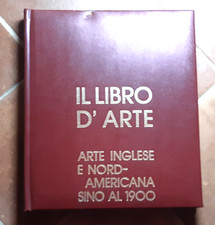 IL LIBRO
D' ARTE
ARTE INGLESE
E NORD-
AMERICANA
SINO AL 1900